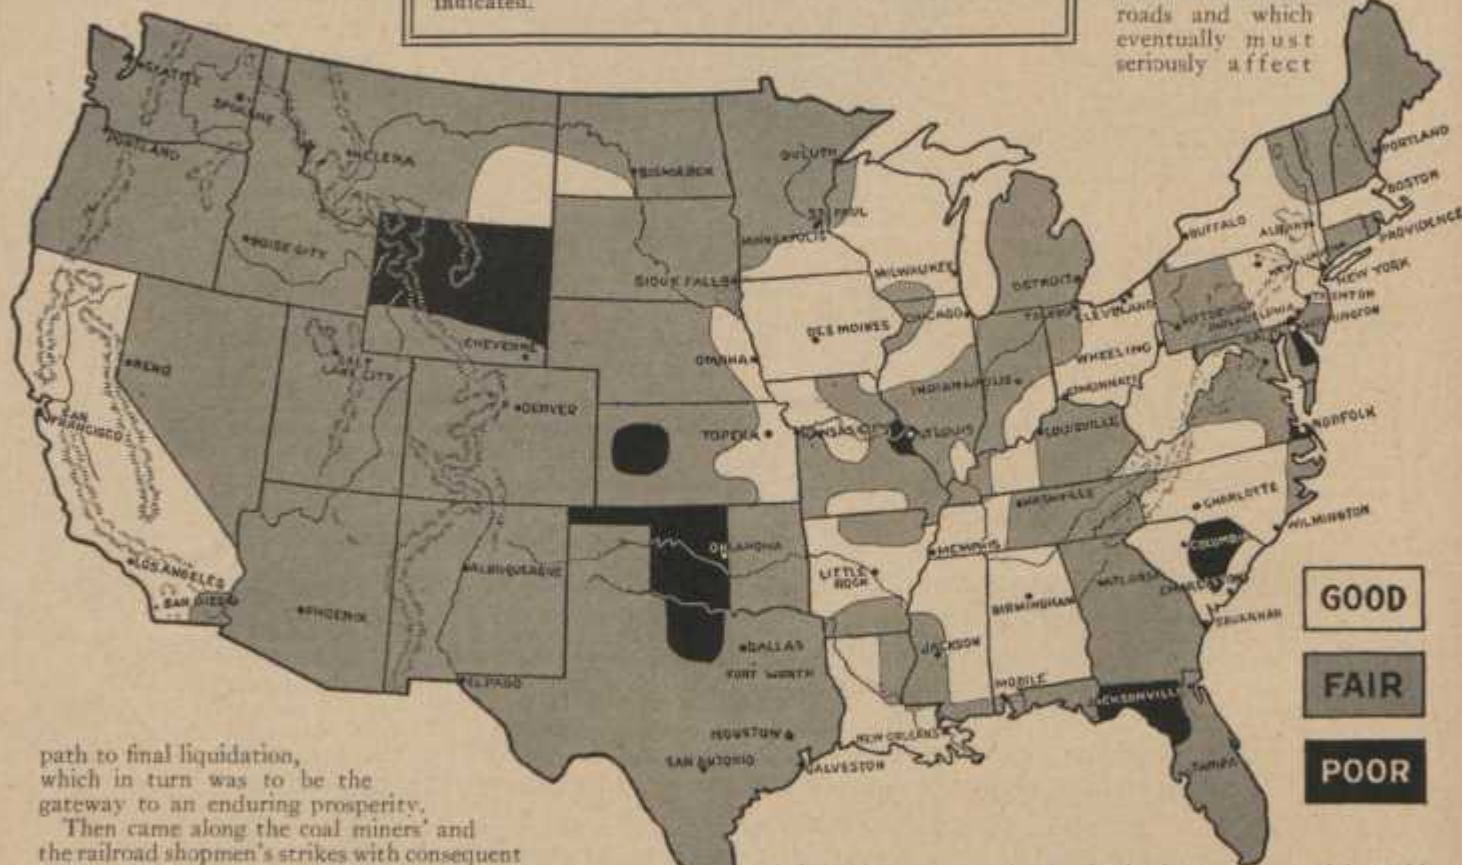 indicated.
roads and which
eventually must
seriously affect
SEATTLE
SPOKANE
PORTLAND
HELENA
BISMARCK
DULUTH
ST PAUL
MINNEAPOLIS
BOISE CITY
SIOUX FALLS
MILWAUKEE
DETROIT
BUFFALO
ALBANY
PORTLAND
BOSTON
PROVIDENCE
NEW YORK
TRENTON
CHEYENNE
DES MOINES
CHICAGO
TOLEDO
CLEVELAND
PITTSBURGH
PHILADELPHIA
WASHINGTON
RENO
SALT
LAKE CITY
OMAHA
WHEELING
INDIANAPOLIS
CINCINNATI
DENVER
SAN
FRANCISCO
TOPEKA
KANSAS CITY
ST LOUIS
LOUISVILLE
NORFOLK
NASHVILLE
CHARLOTTE
WILMINGTON
OKLAHOMA
MEMPHIS
COLUMBIA
LOS ANGELES
ALBUQUERQUE
LITTLE
ROCK
ATLANTA
CHARLESTON
SAN DIEGO
PHOENIX
BIRMINGHAM
SAVANNAH
DALLAS
FORT WORTH
JACKSON
EL PASO
MOBILE
JACKSONVILLE
HOUSTON
NEW ORLEANS
SAN ANTONIO
GALVESTON
TAMPA
GOOD
FAIR
POOR
path to final liquidation,
which in turn was to be the
gateway to an enduring prosperity.
Then came along the coal miners' and
the railroad shopmen's strikes with consequent